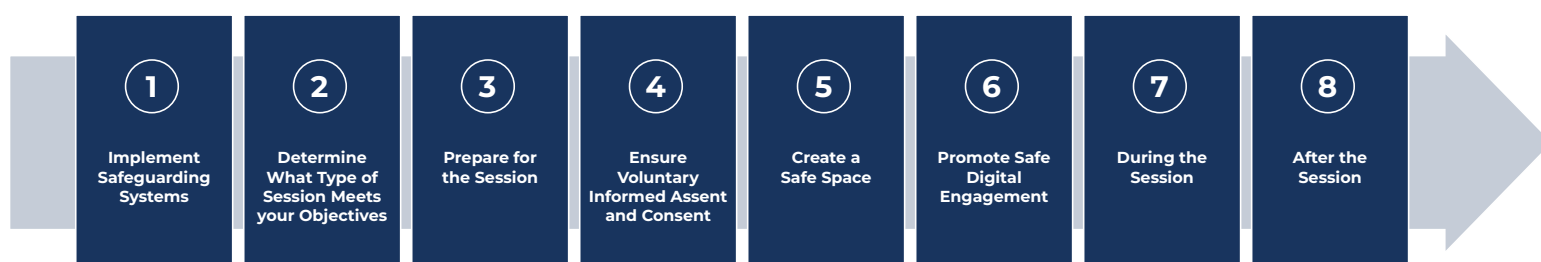 1
Implement
Safeguarding
Systems
2
Determine
What Type of
Session Meets
your Objectives
3
Prepare for
the Session
4
Ensure
Voluntary
Informed Assent
and Consent
5
Create a
Safe Space
6
Promote Safe
Digital
Engagement
7
During the
Session
8
After the
Session